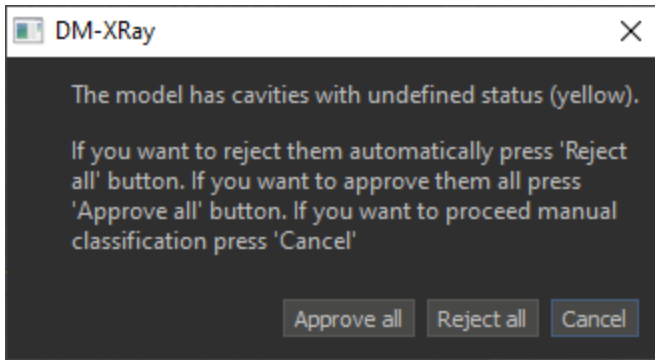 DM-XRay
The model has cavities with undefined status (yellow).
If you want to reject them automatically press 'Reject
all' button. If you want to approve them all press
'Approve all' button. If you want to proceed manual
classification press 'Cancel'
Approve all
Reject all
Cancel